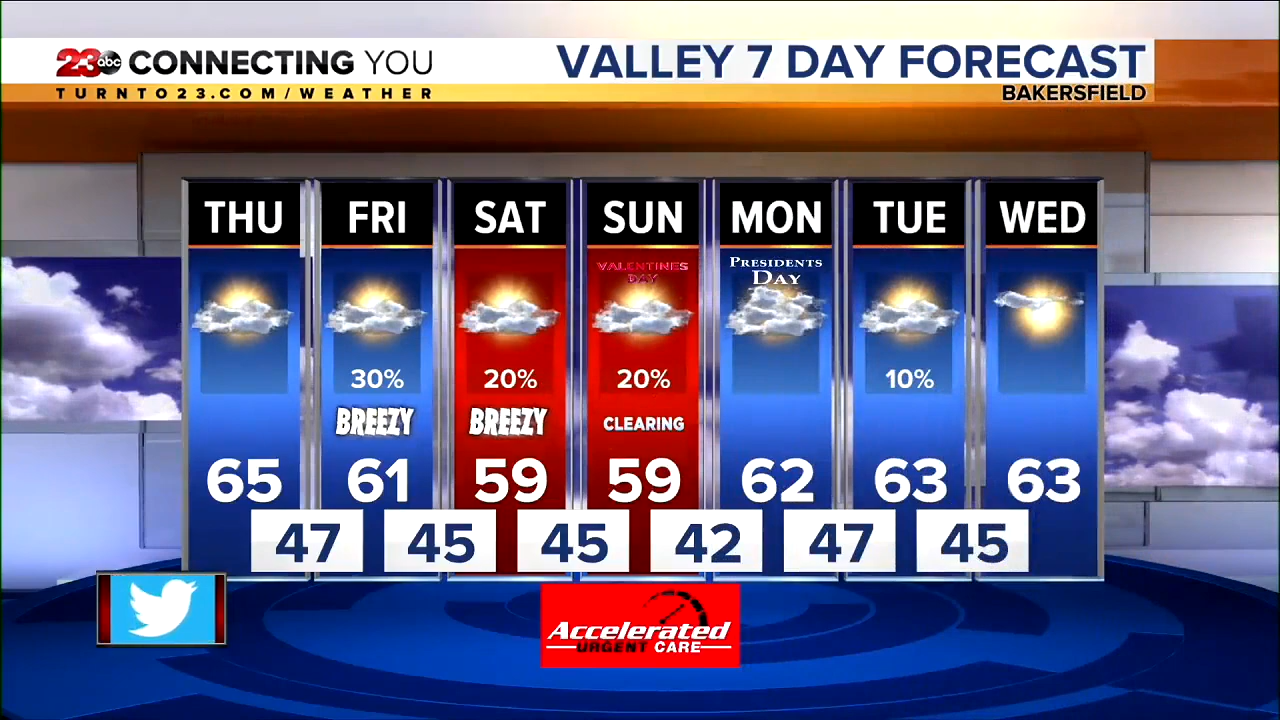 23 abc CONNECTING YOU
TURNTO23.COM/WEATHER
VALLEY 7 DAY FORECAST
BAKERSFIELD
THU FRI SAT SUN MON TUE WED
VALENTINES
DAY
PRESIDENTS
DAY
30% 20% 20% 10%
BREEZY BREEZY CLEARING
65 61 59 59 62 63 63
47 45 45 42 47 45
Accelerated
URGENT CARE